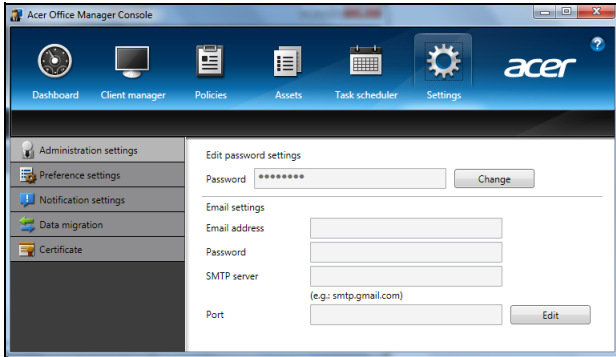 Acer Office Manager Console
acer
Dashboard Client manager Policies Assets Task scheduler Settings
Administration settings
Preference settings
Notification settings
Data migration
Certificate
Edit password settings
Password Change
Email settings
Email address
Password
SMTP server
(e.g.: smtp.gmail.com)
Port Edit